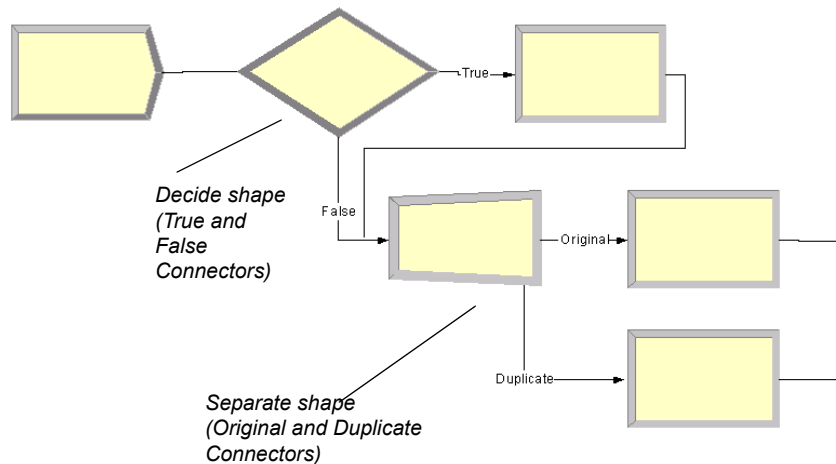 True
Decide shape
(True and
False
Connectors)
False
Original
Duplicate
Separate shape
(Original and Duplicate
Connectors)